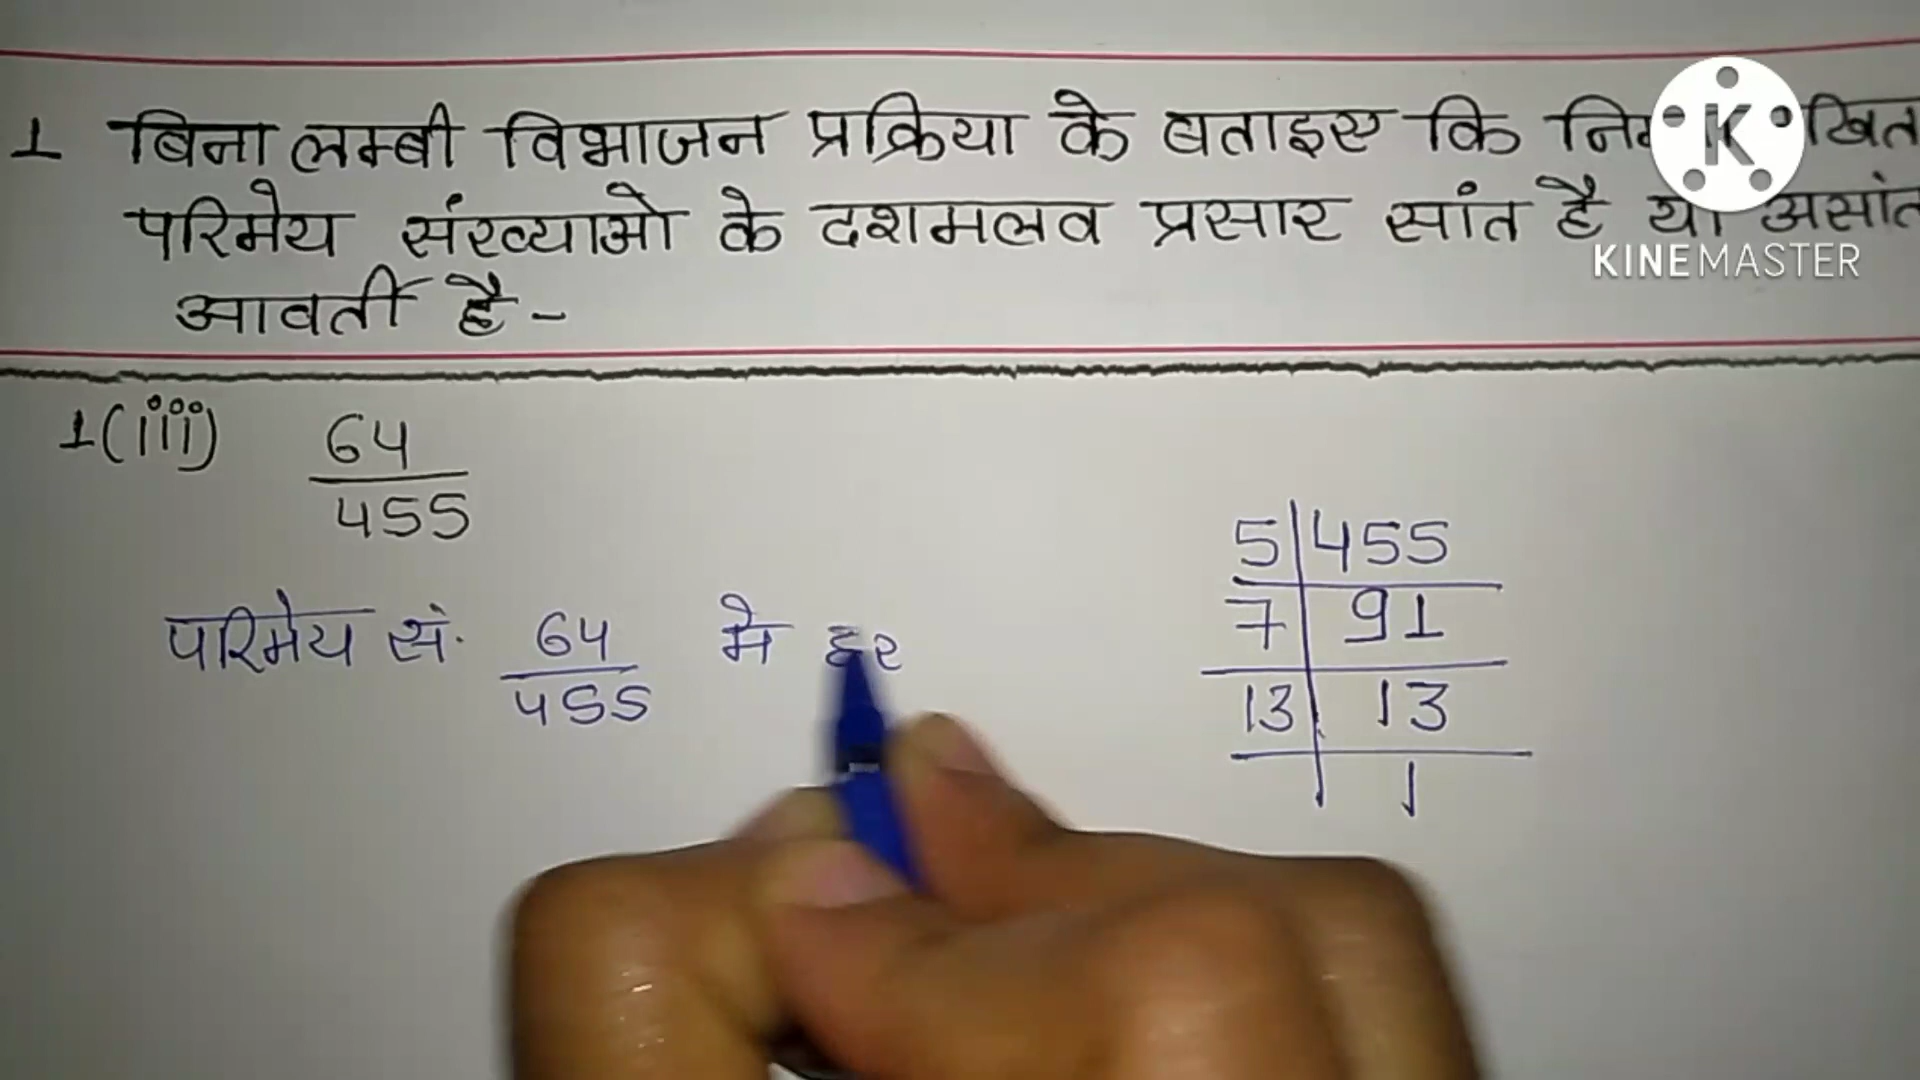 1 बिना लम्बी विभाजन प्रक्रिया के बताइए कि
परिमेय संख्याओ के दशमलव प्रसार सांत है या असांत
आवर्ती है -
K
KINEMASTER
1(iii) 64
455
परिमेय सं. 64 मे हर
455
5 455
7 91
13 13
1